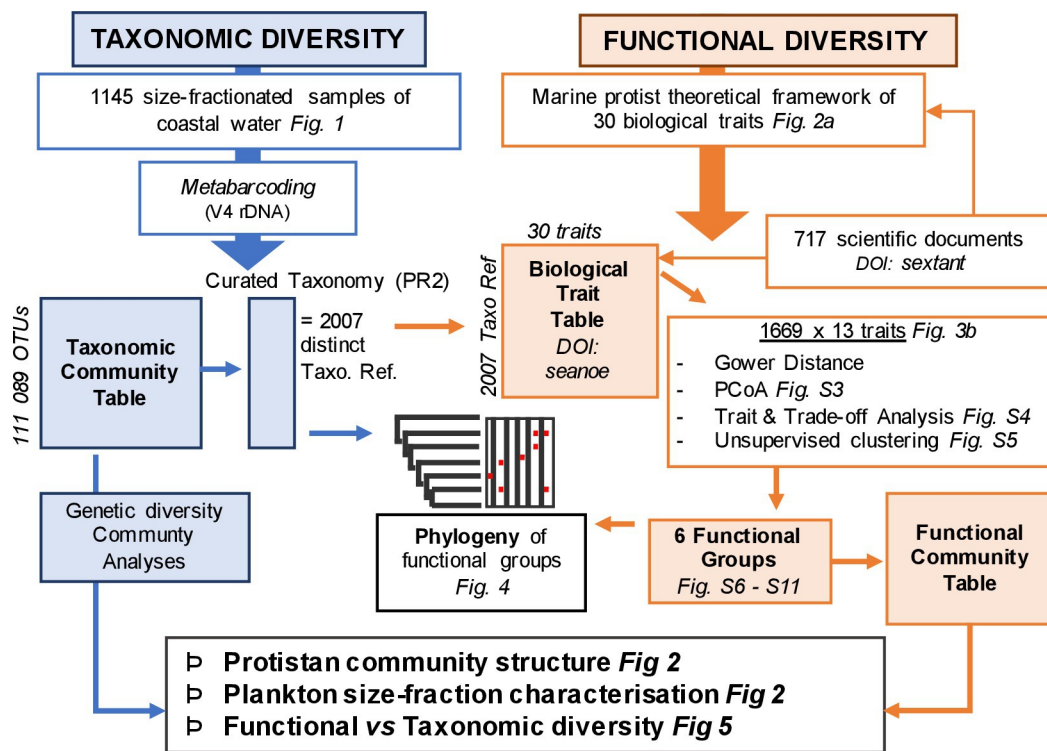 TAXONOMIC DIVERSITY
1145 size-fractionated samples of
coastal water Fig. 1
Metabarcoding
(V4 rDNA)
Curated Taxonomy (PR2)
111 089 OTUs
Taxonomic
Community
Table
= 2007
distinct
Taxo. Ref.
Genetic diversity
Communty
Analyses
FUNCTIONAL DIVERSITY
Marine protist theoretical framework of
30 biological traits Fig. 2a
717 scientific documents
DOI: sextant
30 traits
2007 Taxo Ref
Biological
Trait
Table
DOI:
seanoe
1669 x 13 traits Fig. 3b
- Gower Distance
- PCoA Fig. S3
- Trait & Trade-off Analysis Fig. S4
- Unsupervised clustering Fig. S5
Phylogeny of
functional groups
Fig. 4
6 Functional
Groups
Fig. S6 - S11
Functional
Community
Table
Protistan community structure Fig 2
Plankton size-fraction characterisation Fig 2
Functional vs Taxonomic diversity Fig 5